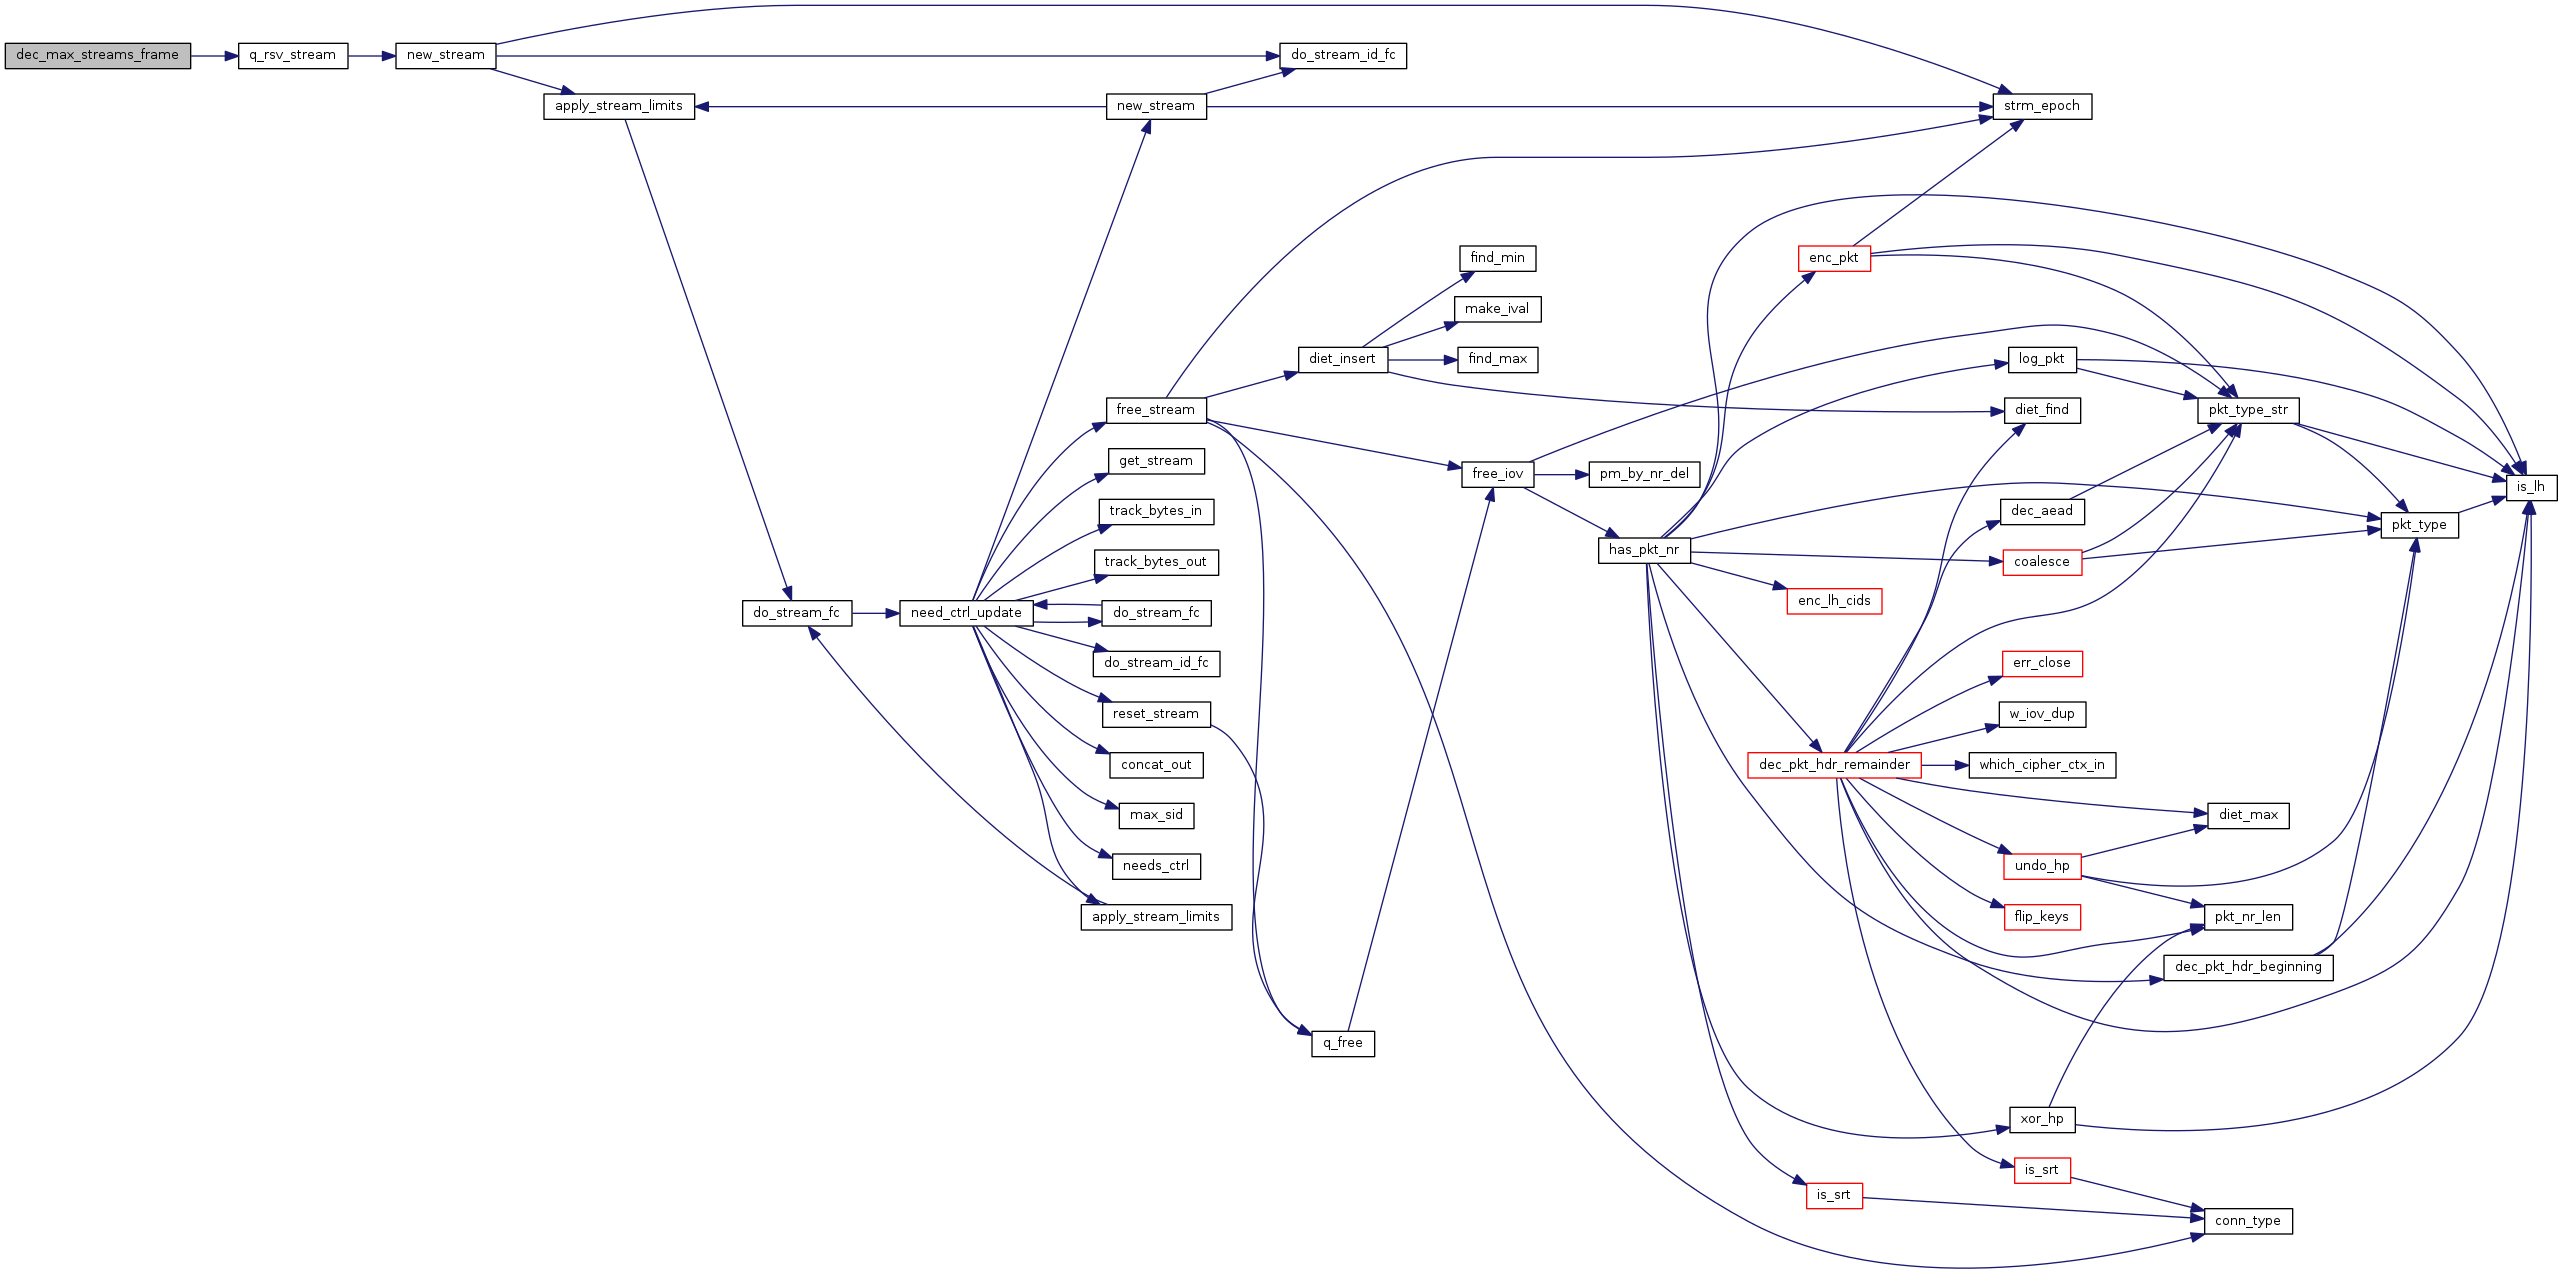 dec_max_streams_frame
q_rsv_stream
new_stream
do_stream_id_fc
apply_stream_limits
new_stream
strm_epoch
find_min
enc_pkt
make_ival
diet_insert
find_max
log_pkt
free_stream
diet_find
pkt_type_str
get_stream
free_iov
pm_by_nr_del
is_lh
track_bytes_in
dec_aead
pkt_type
has_pkt_nr
track_bytes_out
coalesce
enc_lh_cids
do_stream_fc
need_ctrl_update
do_stream_fc
do_stream_id_fc
err_close
reset_stream
w_iov_dup
concat_out
dec_pkt_hdr_remainder
which_cipher_ctx_in
max_sid
diet_max
needs_ctrl
undo_hp
apply_stream_limits
flip_keys
pkt_nr_len
dec_pkt_hdr_beginning
q_free
xor_hp
is_srt
is_srt
conn_type